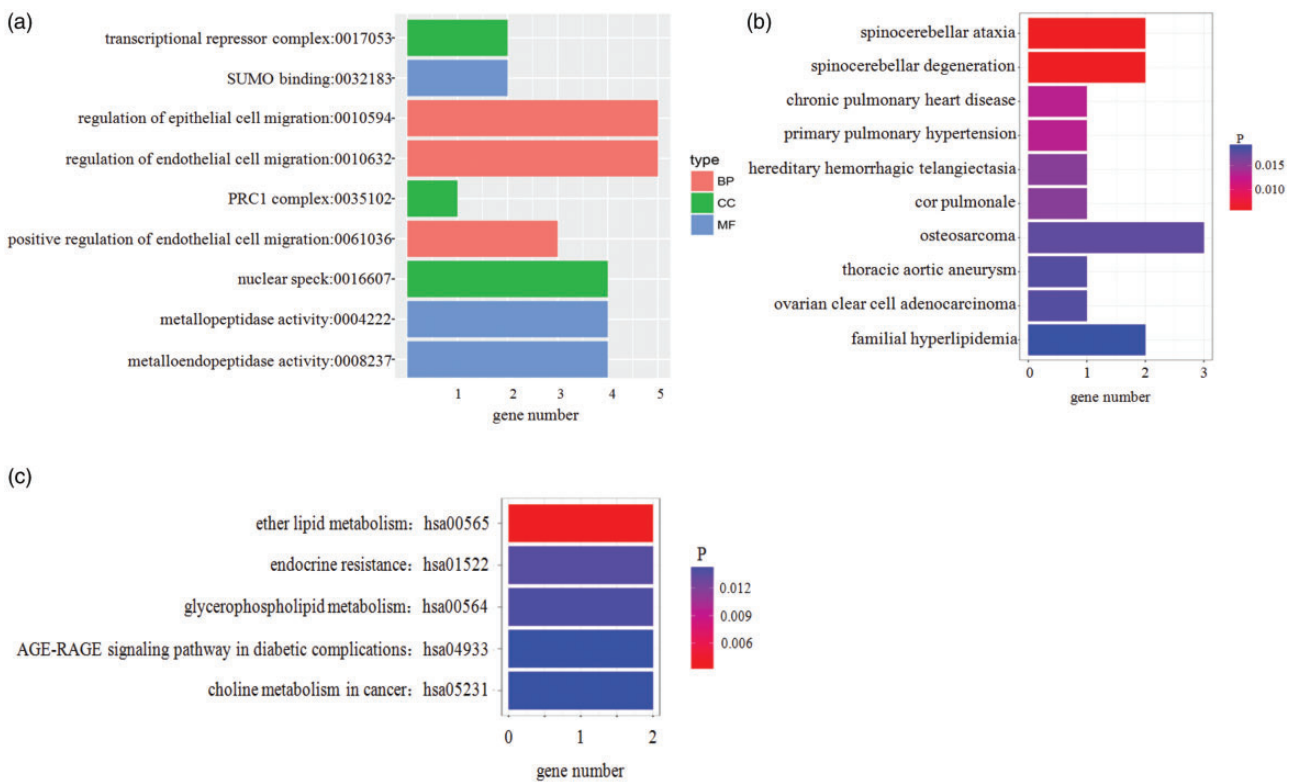 (a)
transcriptional repressor complex:0017053
SUMO binding:0032183
regulation of epithelial cell migration:0010594
regulation of endothelial cell migration:0010632
PRC1 complex:0035102
positive regulation of endothelial cell migration:0061036
nuclear speck:0016607
metallopeptidase activity:0004222
metalloendopeptidase activity:0008237
1 2 3 4 5
gene number
type
BP
CC
MF
(b)
spinocerebellar ataxia
spinocerebellar degeneration
chronic pulmonary heart disease
primary pulmonary hypertension
hereditary hemorrhagic telangiectasia
cor pulmonale
osteosarcoma
thoracic aortic aneurysm
ovarian clear cell adenocarcinoma
familial hyperlipidemia
0 1 2 3
gene number
P
0.015
0.010
(c)
ether lipid metabolism: hsa00565
endocrine resistance: hsa01522
glycerophospholipid metabolism: hsa00564
AGE-RAGE signaling pathway in diabetic complications: hsa04933
choline metabolism in cancer: hsa05231
0 1 2
gene number
P
0.012
0.009
0.006